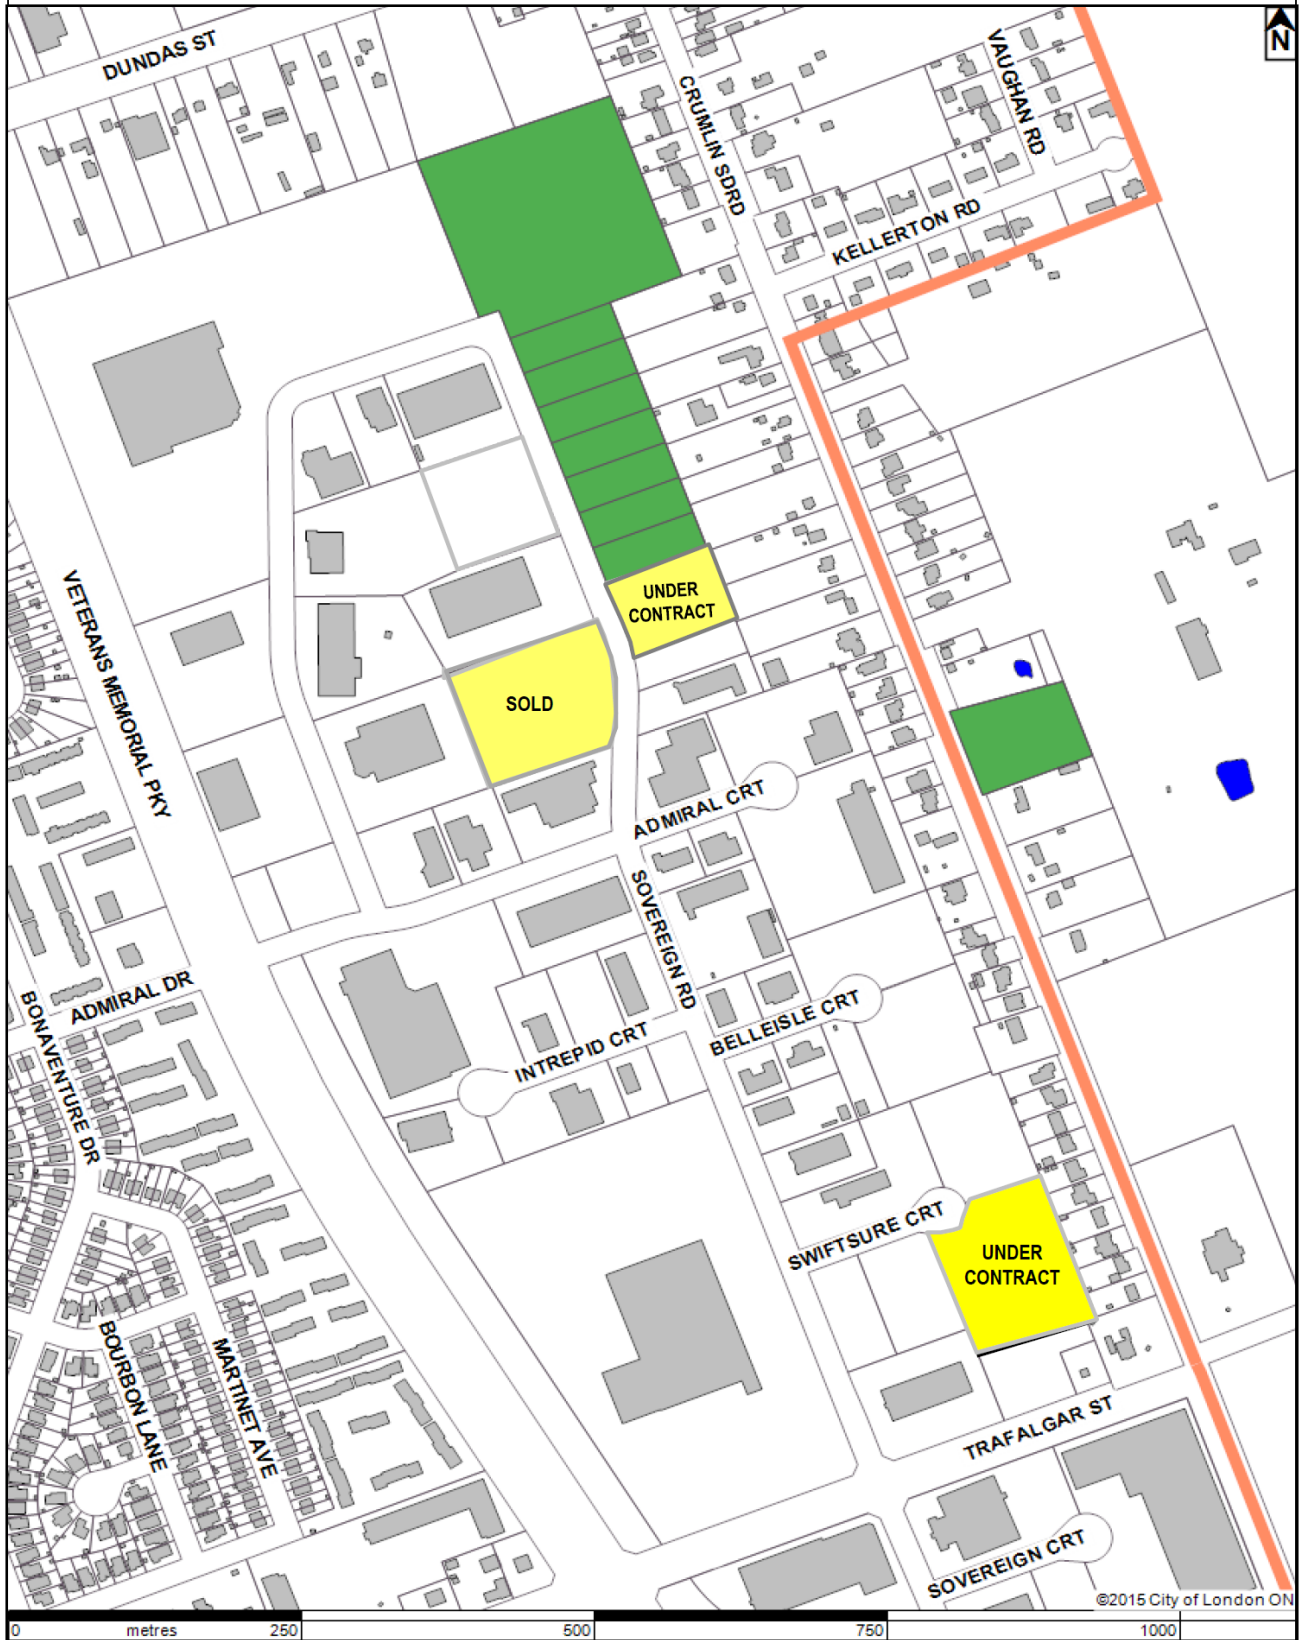 N
DUNDAS ST
CRUMLIN SDRD
VAUGHAN RD
KELLERTON RD
VETERANS MEMORIAL PKY
UNDER
CONTRACT
SOLD
ADMIRAL CRT
SOVEREIGN RD
ADMIRAL DR
BONAVENTURE DR
INTREPID CRT
BELLEISLE CRT
SWIFTSURE CRT
UNDER
CONTRACT
BOURBON LANE
MARTINET AVE
TRAFALGAR ST
SOVEREIGN CRT
©2015 City of London ON
0 metres 250 500 750 1000